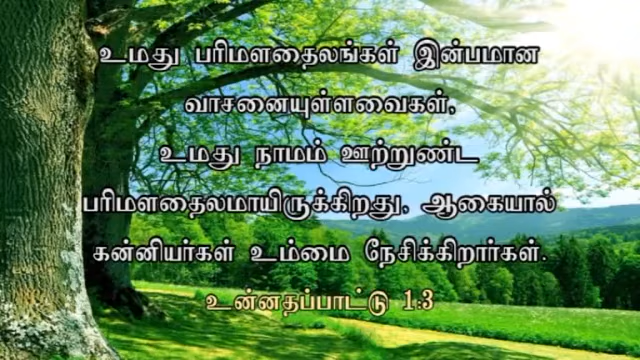 உமது பரிமளதைலங்கள் இன்பமான
வாசனையுள்ளவைகள்,
உமது நாமம் ஊற்றுண்ட
பரிமளதைலமாயிருக்கிறது, ஆகையால்
கன்னியர்கள் உம்மை நேசிக்கிறார்கள்.
உன்னதப்பாட்டு 1:3